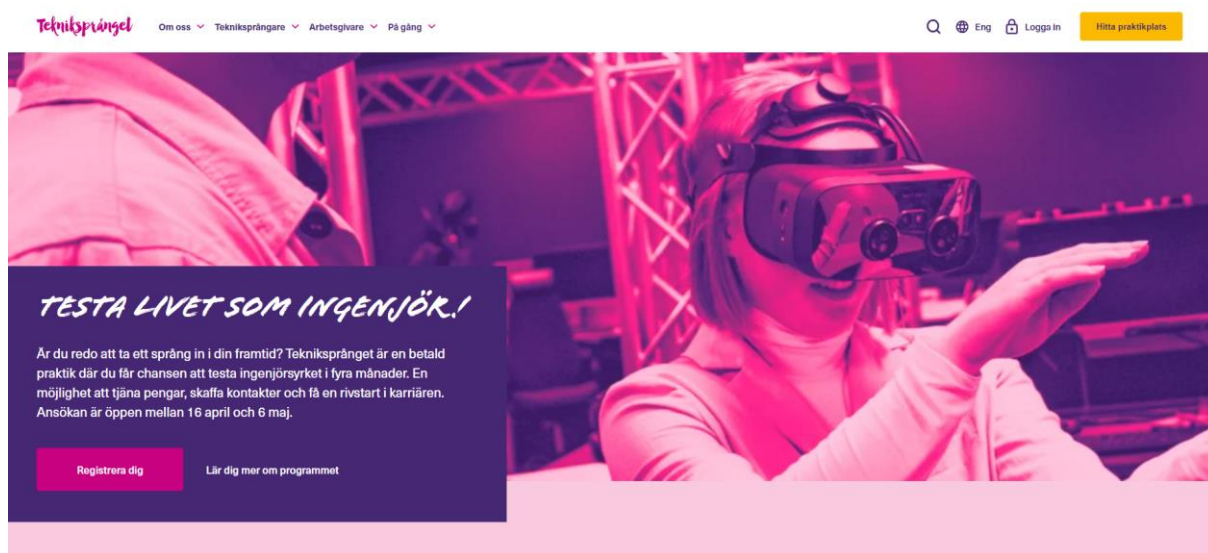 Tekniksprånget
Om oss Tekniksprångare Arbetsgivare På gång
Eng Logga in Hitta praktikplats
TESTA LIVET SOM INGENJÖR!
Är du redo att ta ett språng in i din framtid? Tekniksprånget är en betald
praktik där du får chansen att testa ingenjörsyrket i fyra månader. En
möjlighet att tjäna pengar, skaffa kontakter och få en rivstart i karriären.
Ansökan är öppen mellan 16 april och 6 maj.
Registrera dig Lär dig mer om programmet